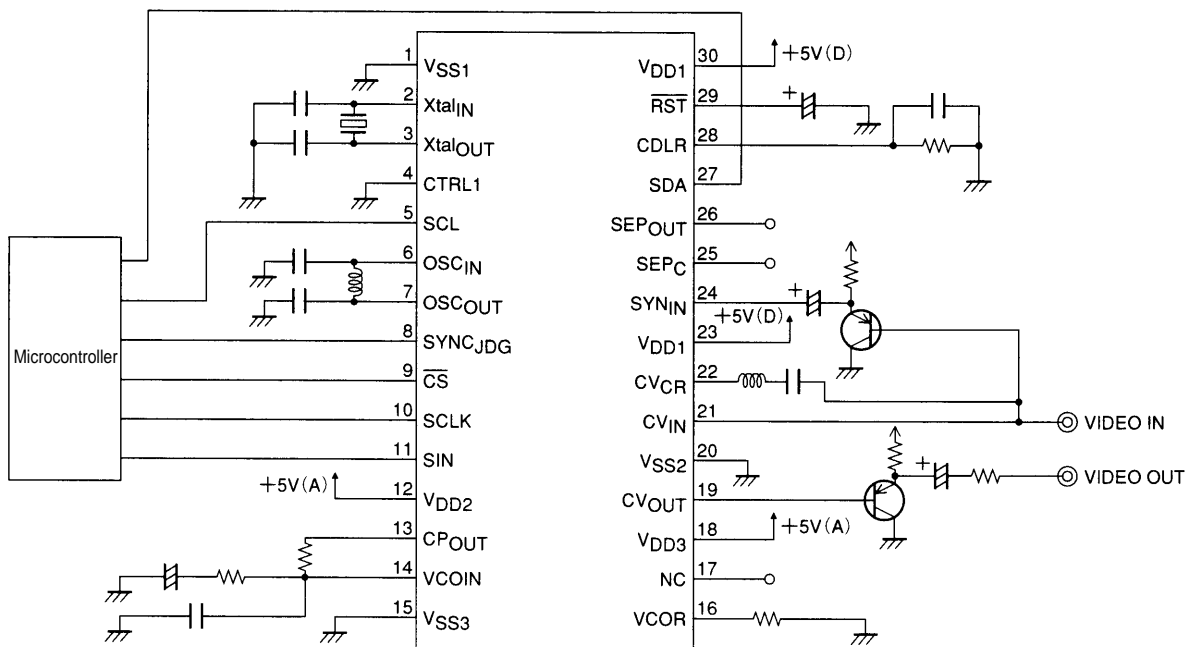 1
VSS1
2
XtalIN
3
XtalOUT
4
CTRL1
5
SCL
6
OSCIN
7
OSCOUT
8
SYNCJDG
9
CS
10
SCLK
11
SIN
+5V(A)
12
VDD2
13
CPOUT
14
VCOIN
15
VSS3
Microcontroller
30
VDD1
+5V(D)
29
RST
+
28
CDLR
27
SDA
26
SEPOUT
25
SEPC
24
SYNIN
+
+5V(D)
23
VDD1
22
CVCR
21
CVIN
VIDEO IN
20
VSS2
+
VIDEO OUT
19
CVOUT
+5V(A)
18
VDD3
17
NC
16
VCOR